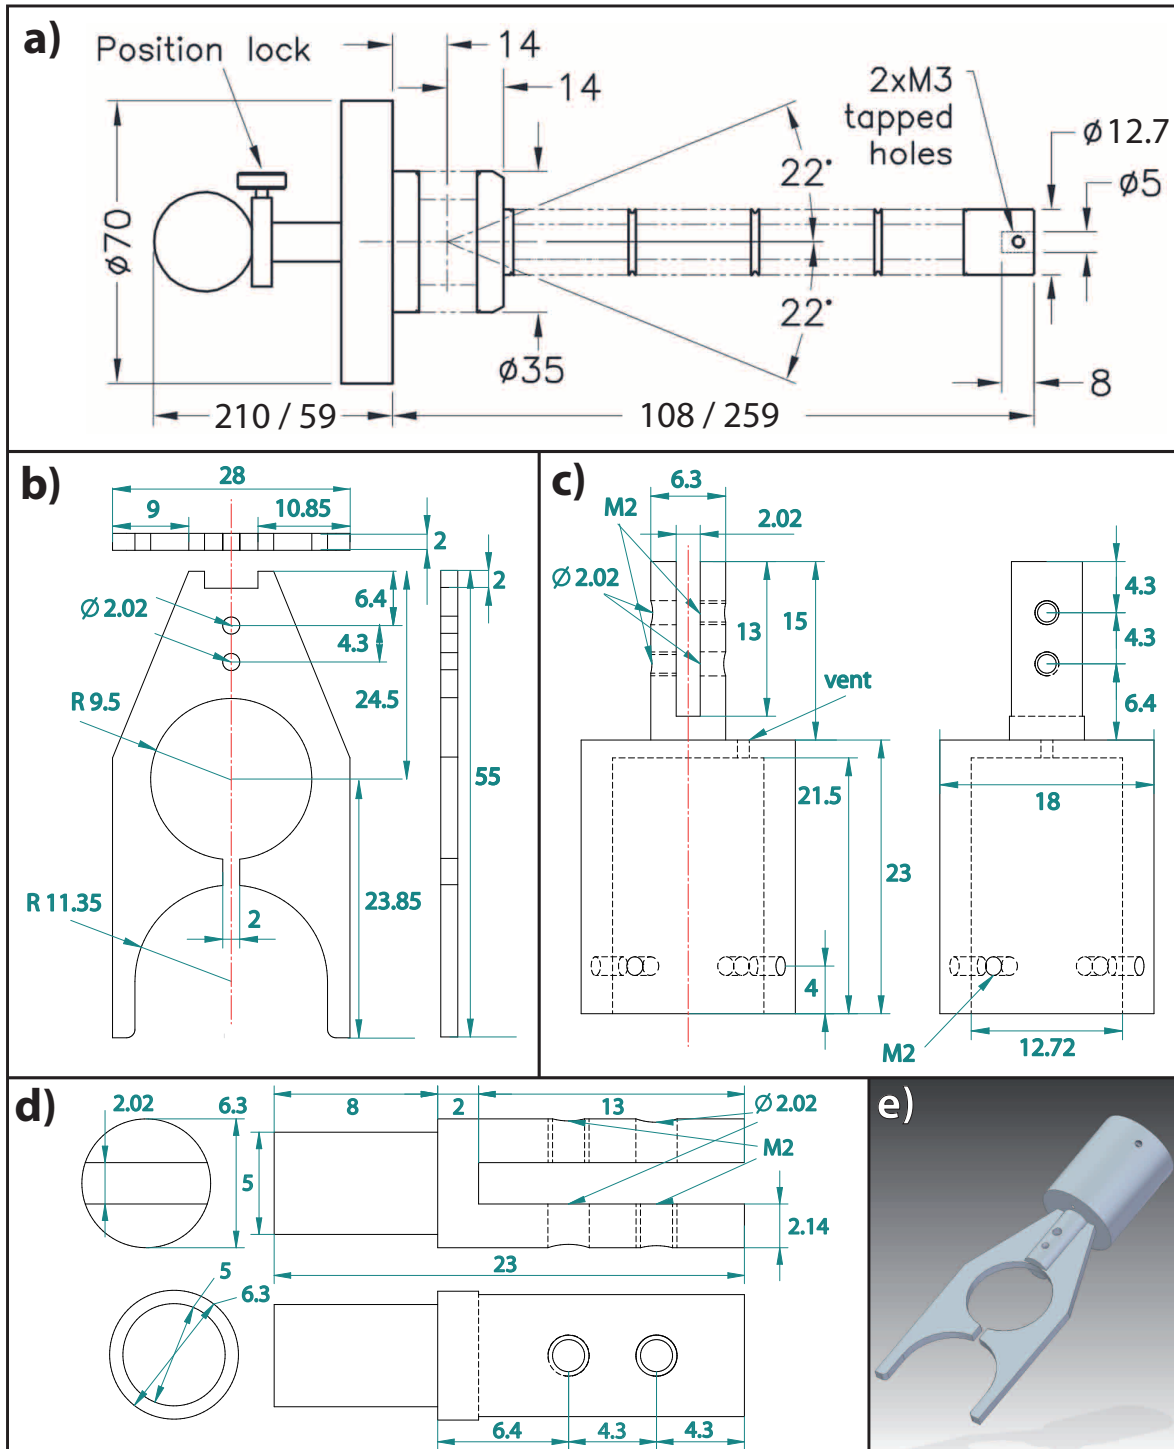 a)
Position lock
14
14
2xM3
tapped
holes
22°
22°
ø 12.7
ø5
ø70
ø35
8
210 / 59
108 / 259
b)
28
9
10.85
2
2
6.4
Ø 2.02
4.3
24.5
R 9.5
55
R 11.35
2
23.85
c)
6.3
M2
2.02
Ø 2.02
13
15
vent
4.3
4.3
6.4
18
21.5
23
4
M2
12.72
d)
2.02
6.3
8
2
13
Ø 2.02
M2
5
2.14
23
5
6.3
6.4
4.3
4.3
e)